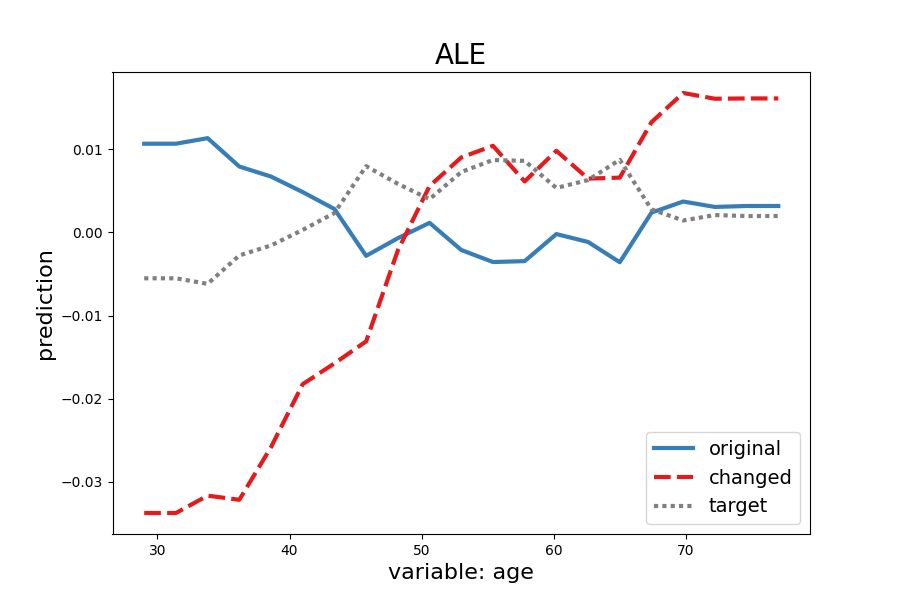 ALE
prediction
0.01
0.00
−0.01
−0.02
−0.03
30 40 50 60 70
variable: age
original
changed
target